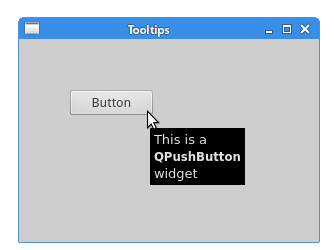 Tooltips
Button
This is a
QPushButton
widget